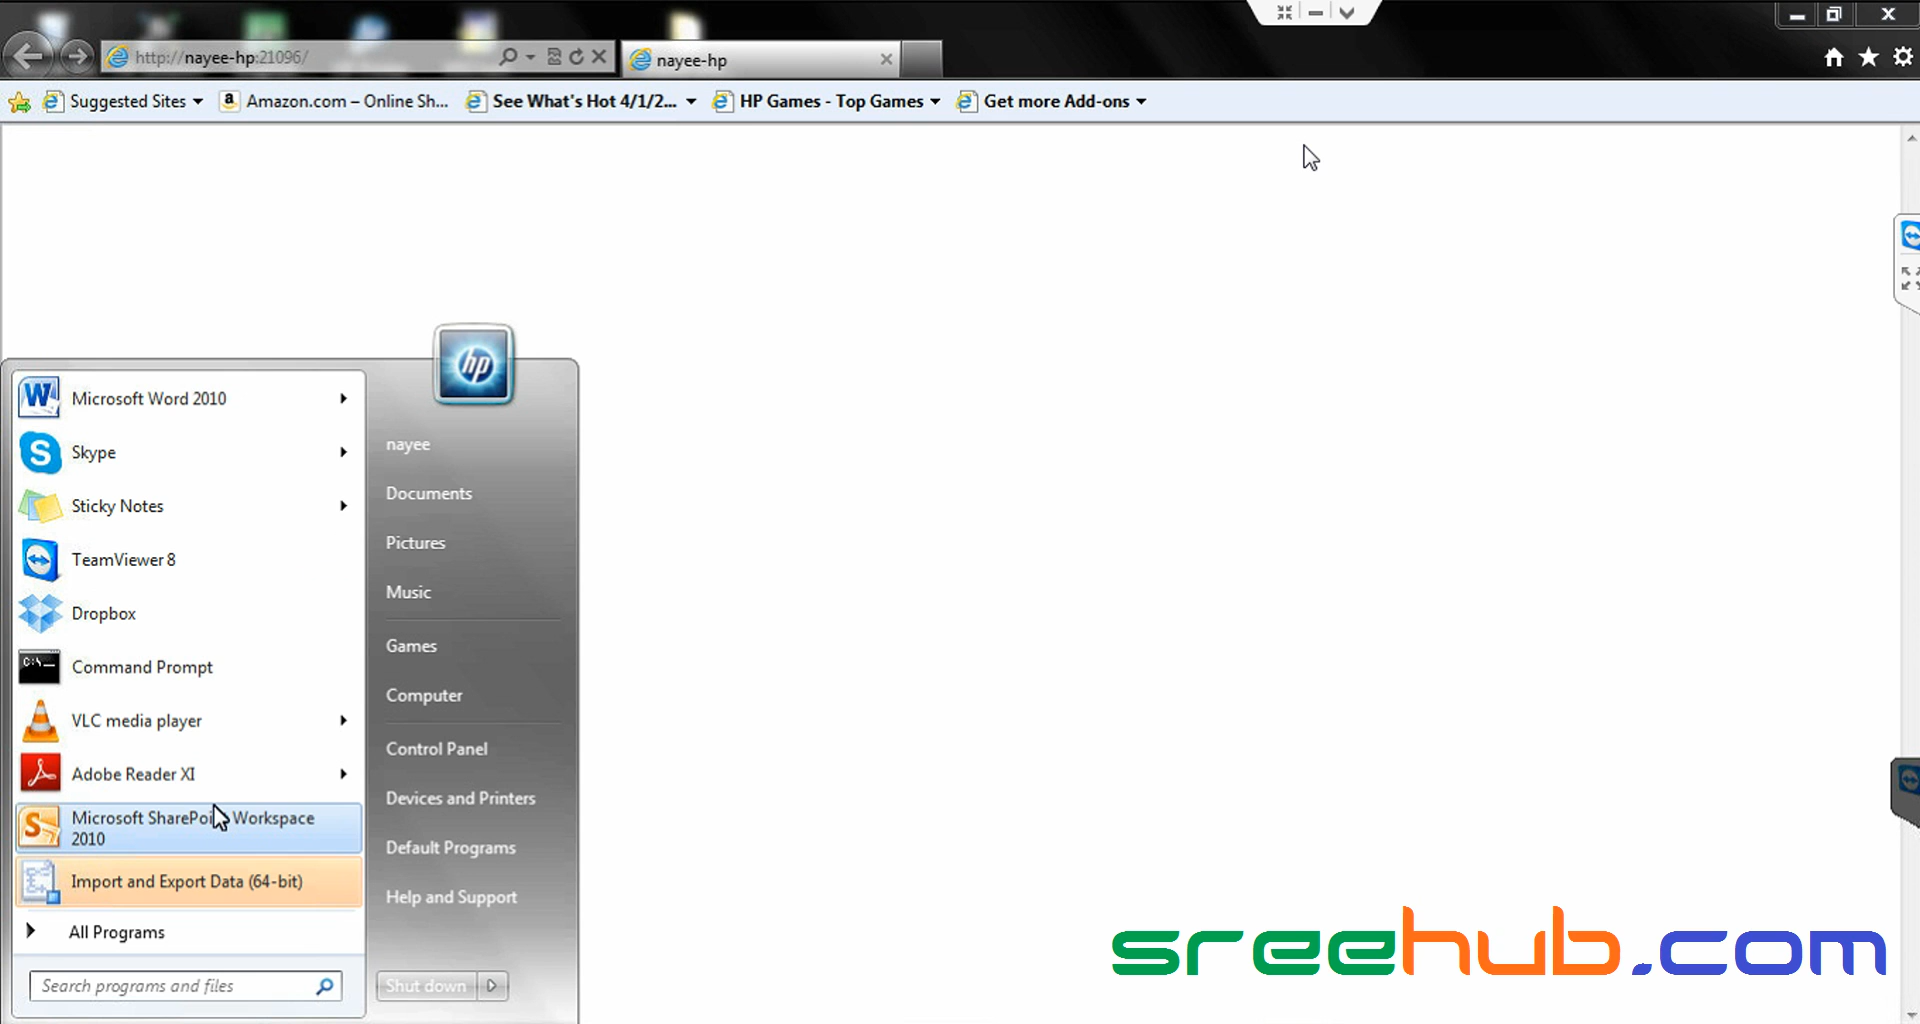 http://nayee-hp:21096/
nayee-hp
Suggested Sites
a
Amazon.com – Online Sh...
See What's Hot 4/1/2...
HP Games - Top Games
Get more Add-ons
hp
W
Microsoft Word 2010
S
Skype
Sticky Notes
TeamViewer 8
Dropbox
C:\
Command Prompt
VLC media player
Adobe Reader XI
S
Microsoft SharePoi Workspace
2010
Import and Export Data (64-bit)
All Programs
Search programs and files
nayee
Documents
Pictures
Music
Games
Computer
Control Panel
Devices and Printers
Default Programs
Help and Support
Shut down
sreehub.com